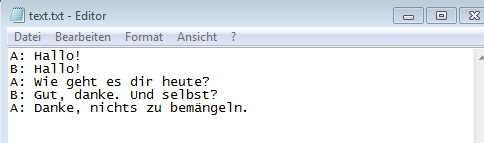 text.txt - Editor
Datei Bearbeiten Format Ansicht ?
A: Hallo!
B: Hallo!
A: Wie geht es dir heute?
B: Gut, danke. Und selbst?
A: Danke, nichts zu bemängeln.